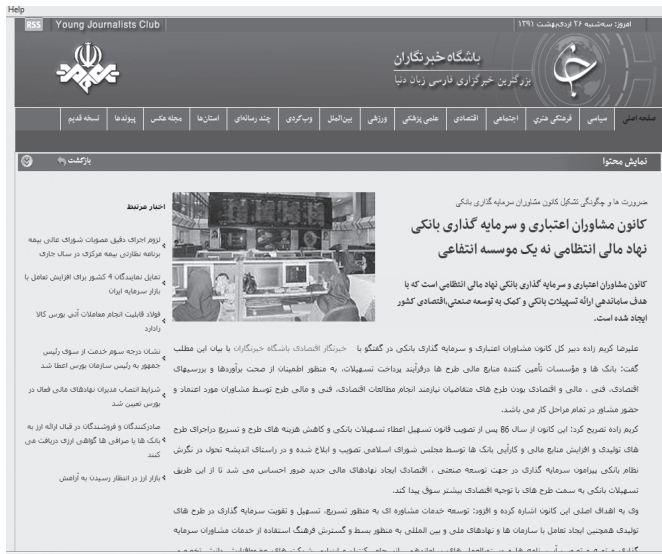 Help
RSS Young Journalists Club
امروز: سه‌شنبه ۲۶ اردیبهشت ۱۳۹۱
باشگاه خبرنگاران
بزرگترین خبرگزاری فارسی زبان دنیا
صفحه اصلی سیاسی فرهنگی هنری اجتماعی اقتصادی علمی پزشکی ورزشی بین‌الملل وب‌گردی چند رسانه‌ای استان‌ها مجله عکس پیوندها نسخه قدیم
نمایش محتوا
بازگشت
ضرورت ها و چگونگی تشکیل کانون مشاوران سرمایه گذاری بانکی
کانون مشاوران اعتباری و سرمایه گذاری بانکی
نهاد مالی انتظامی نه یک موسسه انتفاعی
کانون مشاوران اعتباری و سرمایه گذاری بانکی نهاد مالی انتظامی است که با
هدف ساماندهی ارائه تسهیلات بانکی و کمک به توسعه صنعتی،اقتصادی کشور
ایجاد شده است.
علیرضا کریم زاده دبیر کل کانون مشاوران اعتباری و سرمایه گذاری بانکی در گفتگو با خبرنگار اقتصادی باشگاه خبرنگاران با بیان این مطلب
گفت: بانک ها و مؤسسات تأمین کننده منابع مالی طرح ها درفرآیند پرداخت تسهیلات، به منظور اطمینان از صحت برآوردها و بررسیهای
اقتصادی، فنی ، مالی و اقتصادی بودن طرح های متقاضیان نیازمند انجام مطالعات اقتصادی، فنی و مالی طرح توسط مشاوران مورد اعتماد و
حضور مشاور در تمام مراحل کار می باشد.
کریم زاده تصریح کرد: این کانون از سال 86 پس از تصویب قانون تسهیل اعطاء تسهیلات بانکی و کاهش هزینه های طرح و تسریع دراجرای طرح
های تولیدی و افزایش منابع مالی و کارآیی بانک ها توسط مجلس شورای اسلامی تصویب و ابلاغ شده و در راستای اندیشه تحول در نگرش
نظام بانکی پیرامون سرمایه گذاری در جهت توسعه صنعتی ، اقتصادی ایجاد نهادهای مالی جدید ضرور احساس می شد تا از این طریق
تسهیلات بانکی به سمت طرح های با توجیه اقتصادی بیشتر سوق پیدا کند.
وی به اهداف اصلی این کانون اشاره کرده و افزود: توسعه خدمات مشاوره ای به منظور تسریع، تسهیل و تقویت سرمایه گذاری در طرح های
تولیدی همچنین ایجاد تعامل با سازمان ها و نهادهای ملی و بین المللی به منظور بسط و گسترش فرهنگ استفاده از خدمات مشاوران سرمایه
اخبار مرتبط
لزوم اجرای دقیق مصوبات شورای عالی بیمه
برنامه نظارتی بیمه مرکزی در سال جاری
تمایل نمایندگان 4 کشور برای افزایش تعامل با
بازار سرمایه ایران
فولاد قابلیت انجام معاملات آتی بورس کالا
رادارد
نشان درجه سوم خدمت از سوی رئیس
جمهور به رئیس سازمان بورس اعطا شد
شرایط انتصاب مدیران نهادهای مالی فعال در
بورس تعیین شد
صادرکنندگان و فروشندگان در قبال ارائه ارز به
بانک ها یا صرافی ها گواهی ارزی دریافت می
کنند
بازار ارز در انتظار رسیدن به آرامش